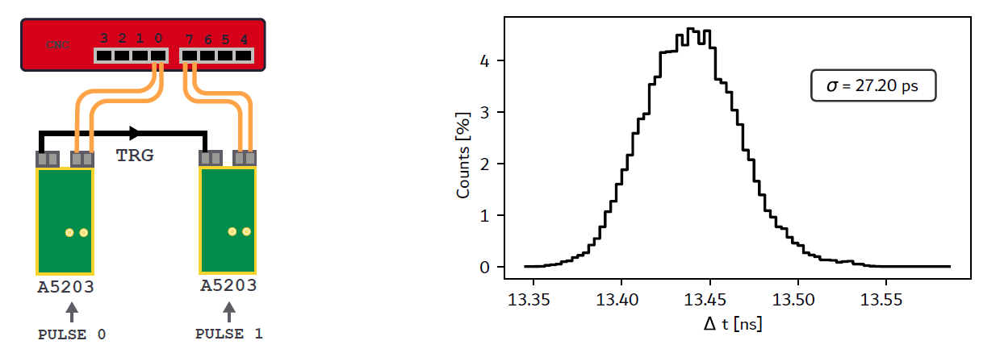 CNC
3 2 1 0 7 6 5 4
TRG
A5203 A5203
PULSE 0 PULSE 1
Counts [%]
4
3
2
1
0
σ = 27.20 ps
13.35 13.40 13.45 13.50 13.55
Δ t [ns]